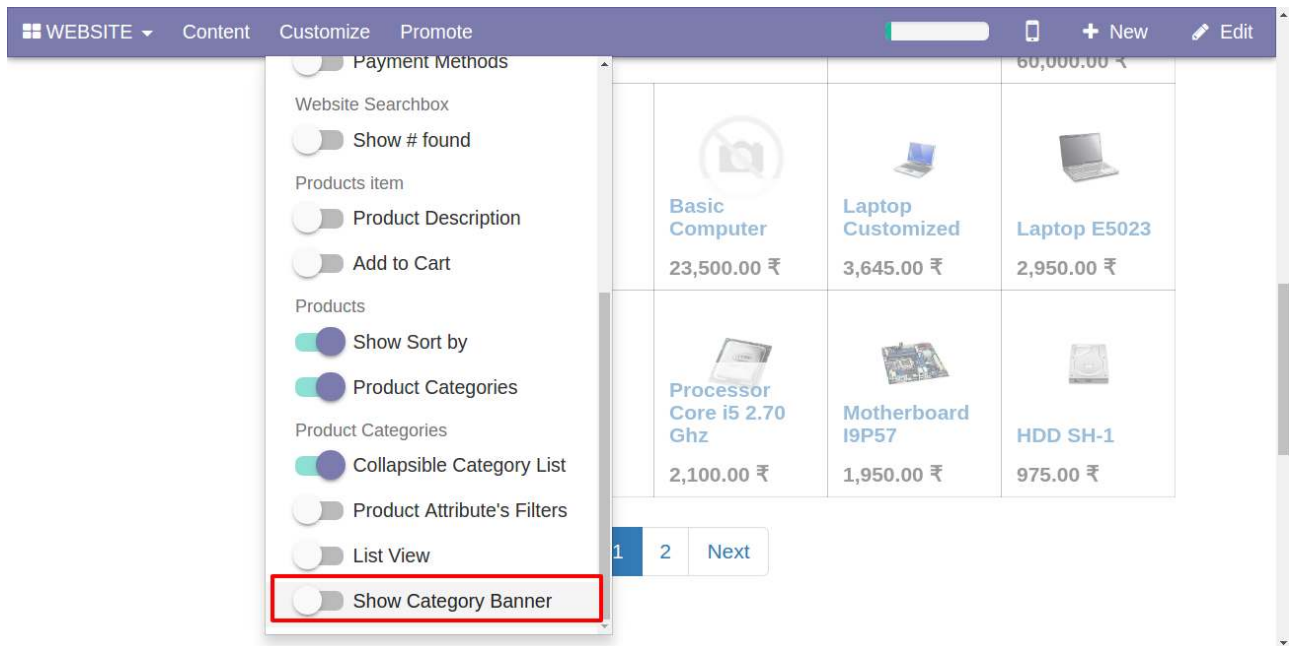 WEBSITE Content Customize Promote New Edit
Payment Methods
60,000.00 ₹
Website Searchbox
Show # found
Products item
Product Description
Add to Cart
Products
Show Sort by
Product Categories
Product Categories
Collapsible Category List
Product Attribute's Filters
List View
Show Category Banner
Basic
Computer
23,500.00 ₹
Laptop
Customized
3,645.00 ₹
Laptop E5023
2,950.00 ₹
Processor
Core i5 2.70
Ghz
2,100.00 ₹
Motherboard
I9P57
1,950.00 ₹
HDD SH-1
975.00 ₹
1 2 Next